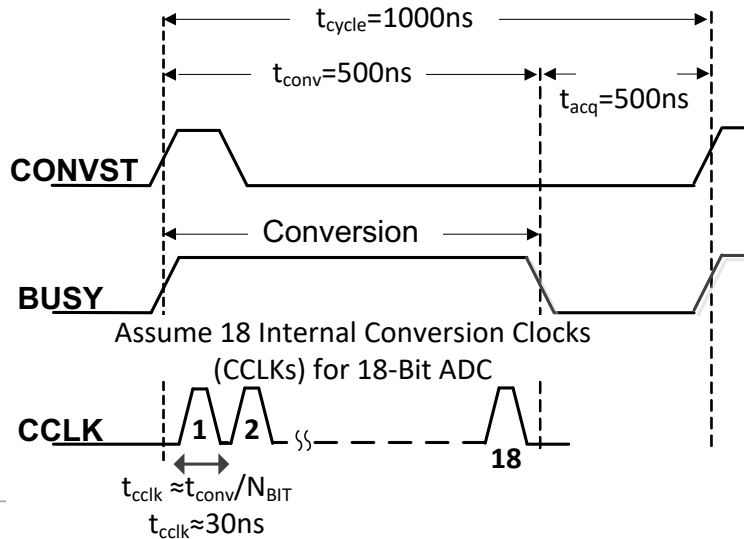 t_cycle=1000ns
t_conv=500ns
t_acq=500ns
CONVST
Conversion
BUSY
Assume 18 Internal Conversion Clocks
(CCLKs) for 18-Bit ADC
CCLK
1
2
18
t_cclk ≈t_conv/N_BIT
t_cclk≈30ns